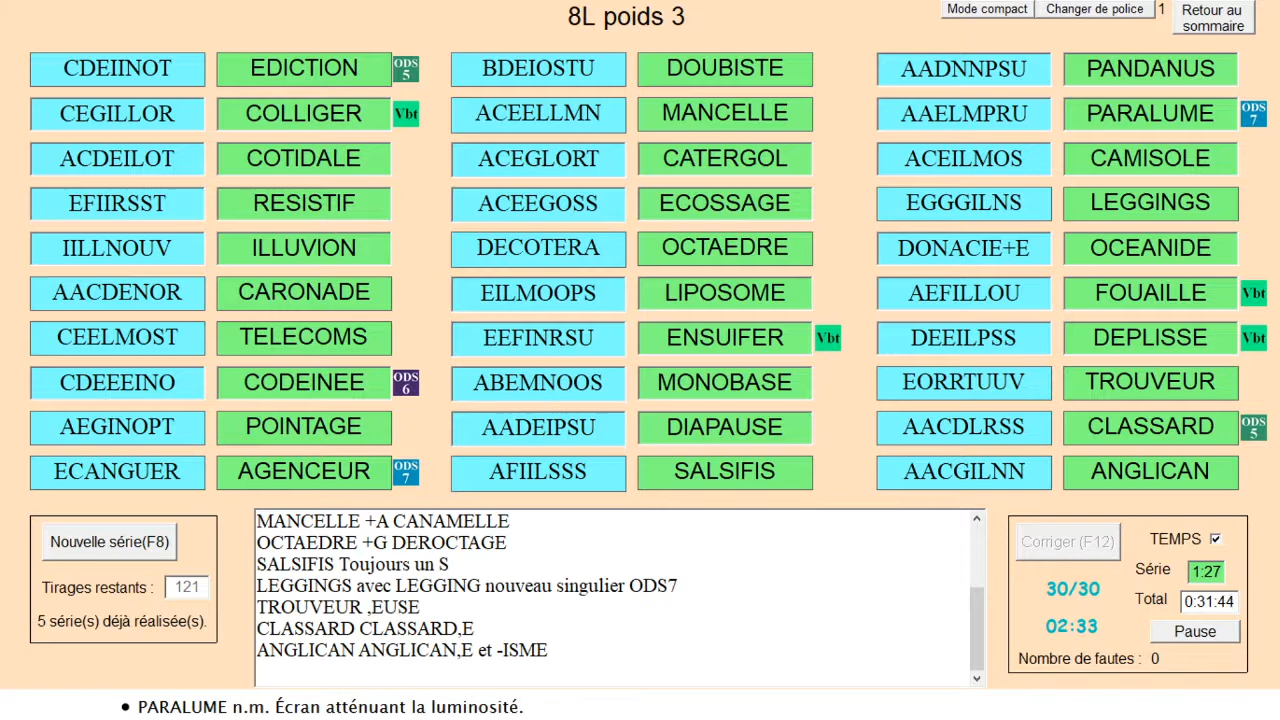 8L poids 3
Mode compact
Changer de police
1
Retour au
sommaire
CDEIINOT EDICTION ODS 5
BDEIOSTU DOUBISTE
AADNNPSU PANDANUS
CEGILLOR COLLIGER Vbt
ACEELLMN MANCELLE
AAELMPRU PARALUME ODS 7
ACDEILOT COTIDALE
ACEGLORT CATERGOL
ACEILMOS CAMISOLE
EFIIRSST RESISTIF
ACEEGOSS ECOSSAGE
EGGGILNS LEGGINGS
IILLNOUV ILLUVION
DECOTERA OCTAEDRE
DONACIE+E OCEANIDE
AACDENOR CARONADE
EILMOOPS LIPOSOME
AEFILLOU FOUAILLE Vbt
CEELMOST TELECOMS
EEFINRSU ENSUIFER Vbt
DEEILPSS DEPLISSE Vbt
CDEEEINO CODEINEE ODS 6
ABEMNOOS MONOBASE
EORRTUUV TROUVEUR
AEGINOPT POINTAGE
AADEIPSU DIAPAUSE
AACDLRSS CLASSARD ODS 5
ECANGUER AGENCEUR ODS 7
AFIILSSS SALSIFIS
AACGILNN ANGLICAN
Nouvelle série(F8)
Tirages restants : 121
5 série(s) déjà réalisée(s).
MANCELLE +A CANAMELLE
OCTAEDRE +G DEROCTAGE
SALSIFIS Toujours un S
LEGGINGS avec LEGGING nouveau singulier ODS7
TROUVEUR ,EUSE
CLASSARD CLASSARD,E
ANGLICAN ANGLICAN,E et -ISME
Corriger (F12)
TEMPS
Série 1:27
30/30
Total 0:31:44
02:33
Pause
Nombre de fautes : 0
• PARALUME n.m. Écran atténuant la luminosité.